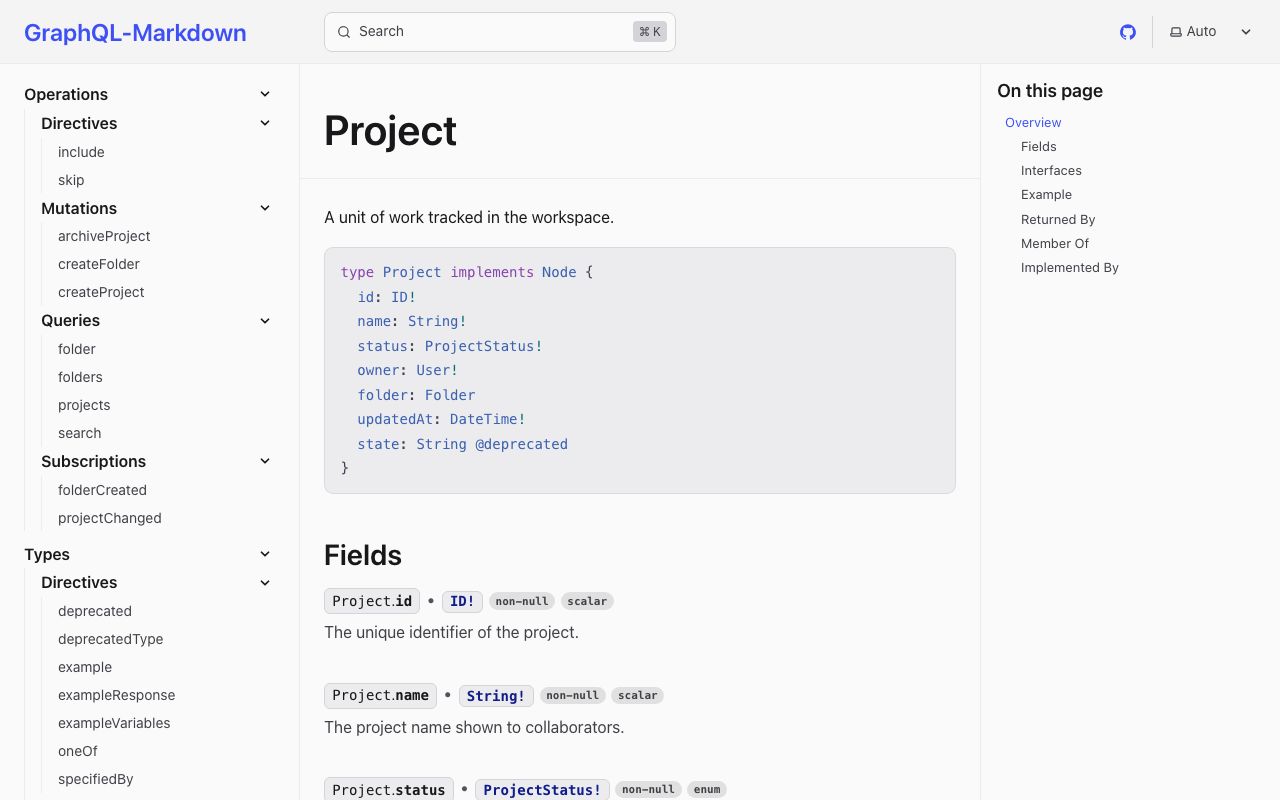 GraphQL-Markdown
Search
⌘ K
Auto
Operations
Directives
include
skip
Mutations
archiveProject
createFolder
createProject
Queries
folder
folders
projects
search
Subscriptions
folderCreated
projectChanged
Types
Directives
deprecated
deprecatedType
example
exampleResponse
exampleVariables
oneOf
specifiedBy
Project
A unit of work tracked in the workspace.
type Project implements Node {
  id: ID!
  name: String!
  status: ProjectStatus!
  owner: User!
  folder: Folder
  updatedAt: DateTime!
  state: String @deprecated
}
Fields
Project.id • ID! non-null scalar
The unique identifier of the project.
Project.name • String! non-null scalar
The project name shown to collaborators.
Project.status • ProjectStatus! non-null enum
On this page
Overview
Fields
Interfaces
Example
Returned By
Member Of
Implemented By